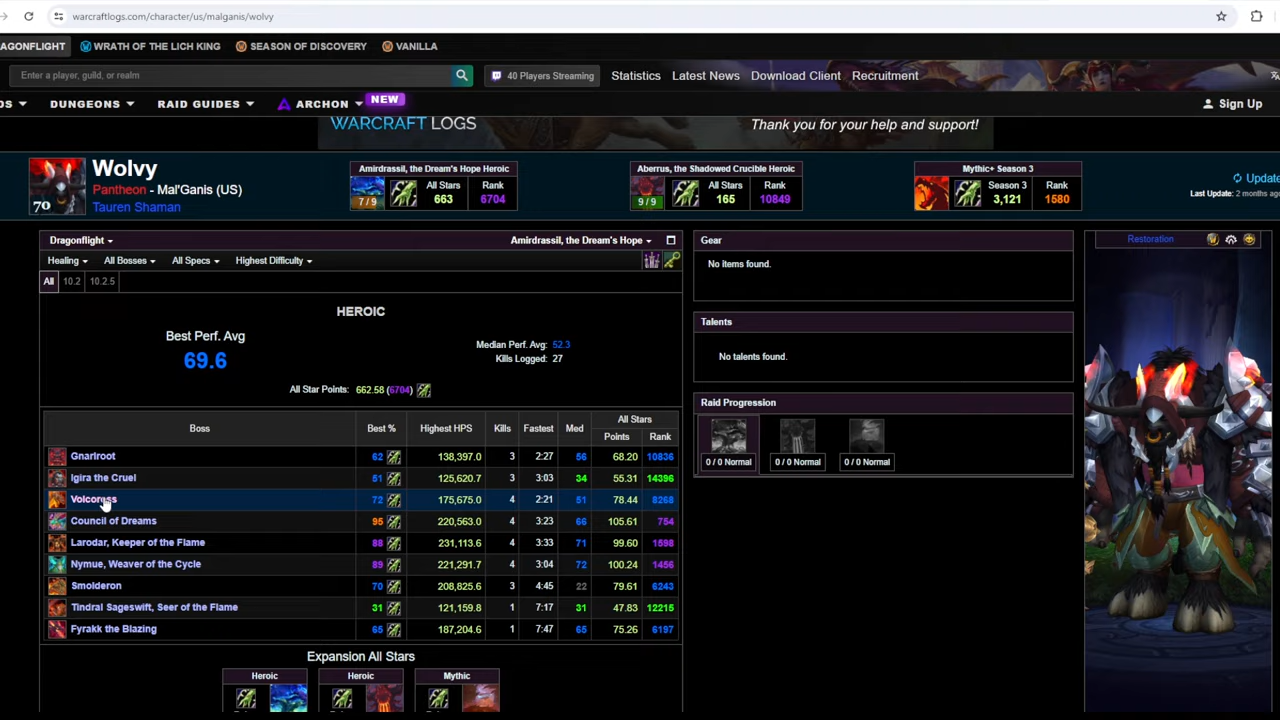 warcraftlogs.com/character/us/malganis/wolvy
AGONFLIGHT WRATH OF THE LICH KING SEASON OF DISCOVERY VANILLA
Enter a player, guild, or realm 40 Players Streaming Statistics Latest News Download Client Recruitment
DS DUNGEONS RAID GUIDES ARCHON NEW Sign Up
WARCRAFT LOGS Thank you for your help and support!
Wolvy
Pantheon - Mal'Ganis (US)
Tauren Shaman
70
Amirdrassil, the Dream's Hope Heroic
All Stars Rank
7/9 663 6704
Aberrus, the Shadowed Crucible Heroic
All Stars Rank
9/9 165 10849
Mythic+ Season 3
Season 3 Rank
3,121 1580
Update
Last Update: 2 months ago
Dragonflight Amirdrassil, the Dream's Hope
Healing All Bosses All Specs Highest Difficulty
All 10.2 10.2.5
HEROIC
Best Perf. Avg
69.6
Median Perf. Avg: 52.3
Kills Logged: 27
All Star Points: 662.58 (6704)
Boss Best % Highest HPS Kills Fastest Med All Stars
Points Rank
Gnarlroot 62 138,397.0 3 2:27 56 68.20 10836
Igira the Cruel 51 125,620.7 3 3:03 34 55.31 14396
Volcoross 72 175,675.0 4 2:21 51 78.44 8268
Council of Dreams 95 220,563.0 4 3:23 66 105.61 754
Larodar, Keeper of the Flame 88 231,113.6 4 3:33 71 99.60 1598
Nymue, Weaver of the Cycle 89 221,291.7 4 3:04 72 100.24 1456
Smolderon 70 208,825.6 3 4:45 22 79.61 6243
Tindral Sageswift, Seer of the Flame 31 121,159.8 1 7:17 31 47.83 12215
Fyrakk the Blazing 65 187,204.6 1 7:47 65 75.26 6197
Expansion All Stars
Heroic Heroic Mythic
Gear
No items found.
Talents
No talents found.
Raid Progression
0 / 0 Normal 0 / 0 Normal 0 / 0 Normal
Restoration